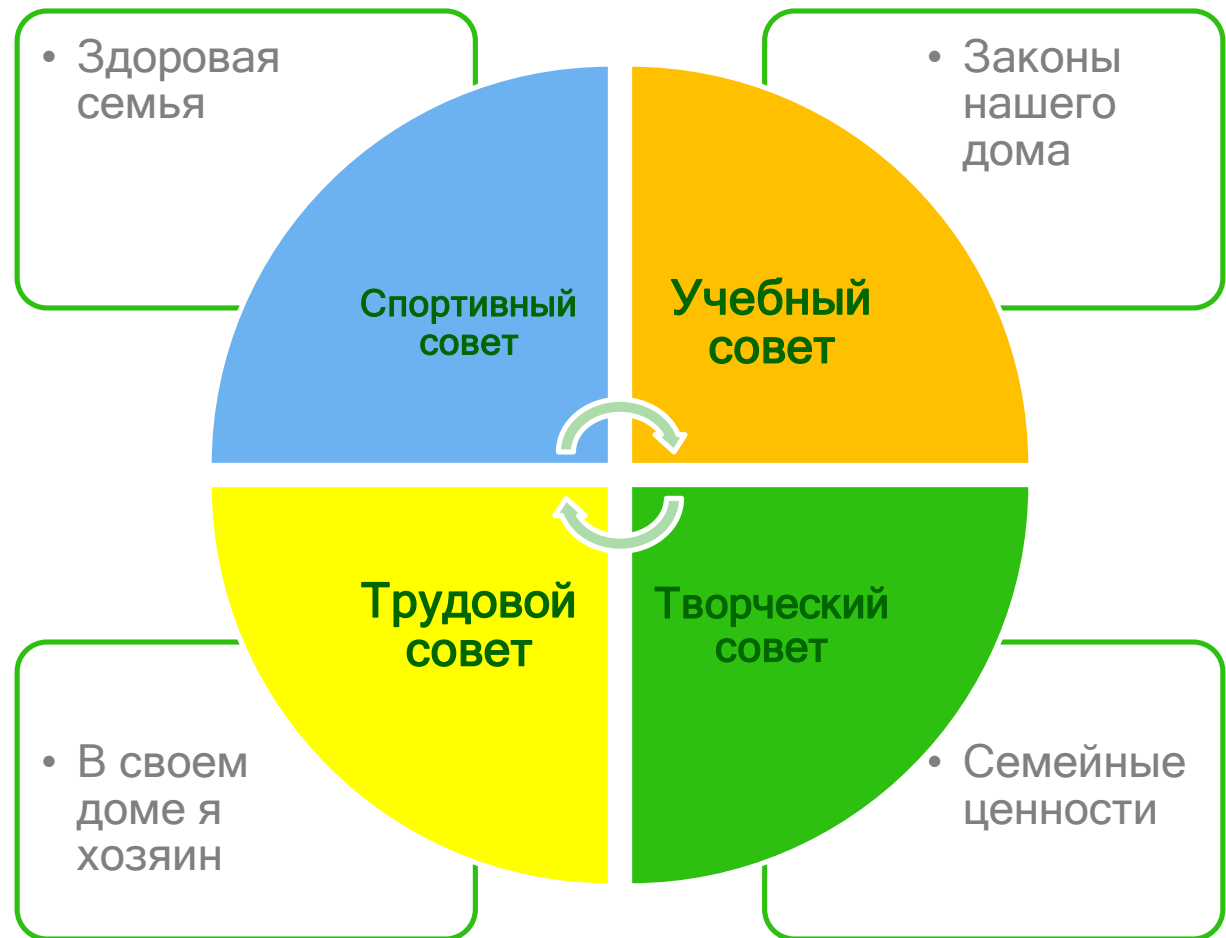 • Здоровая
семья
• Законы
нашего
дома
Спортивный
совет
Учебный
совет
Трудовой
совет
Творческий
совет
• В своем
доме я
хозяин
• Семейные
ценности